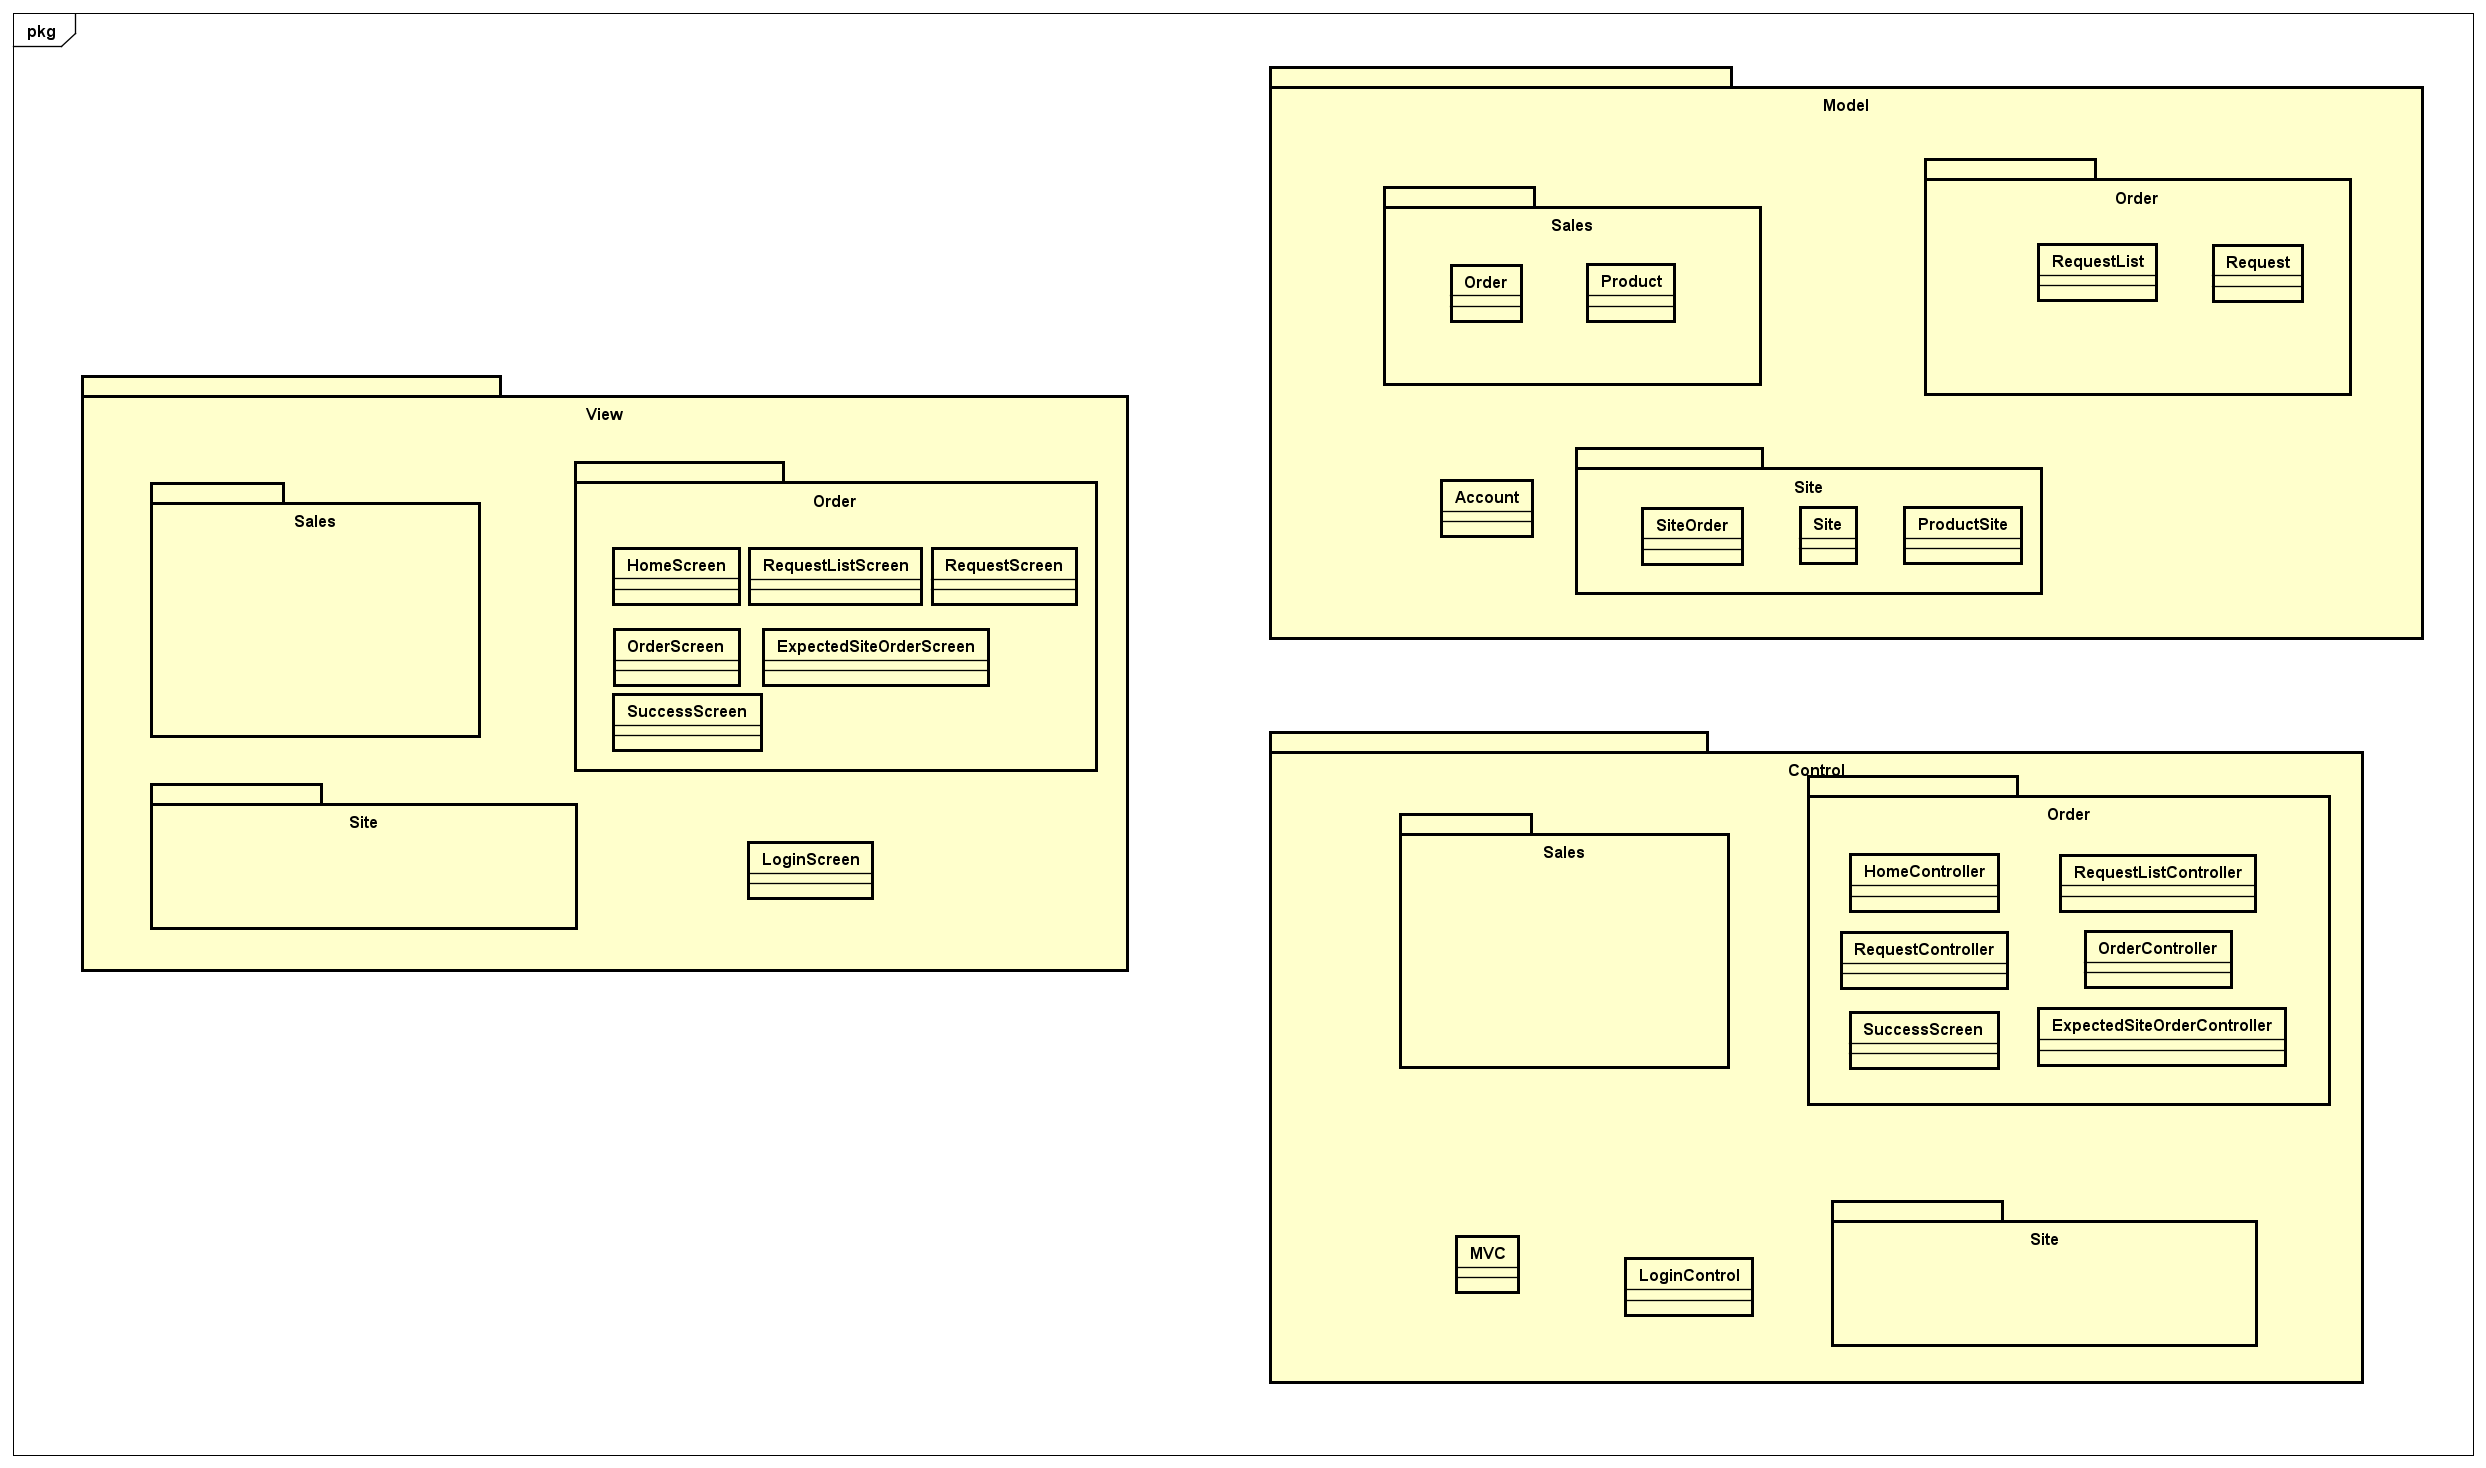 pkg
Model
Sales
Order
Product
Order
RequestList
Request
Account
Site
SiteOrder
Site
ProductSite
View
Sales
Order
HomeScreen
RequestListScreen
RequestScreen
OrderScreen
ExpectedSiteOrderScreen
SuccessScreen
Site
LoginScreen
Control
Sales
Order
HomeController
RequestListController
RequestController
OrderController
SuccessScreen
ExpectedSiteOrderController
MVC
LoginControl
Site